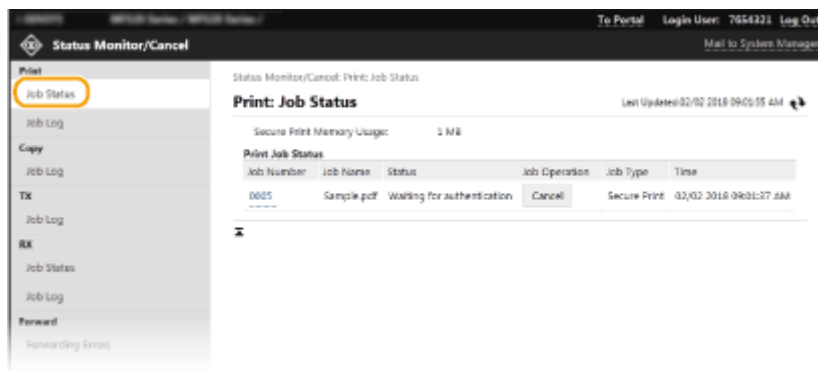 To Portal Login User: 7654321 Log Out
Status Monitor/Cancel
Mail to System Manager
Print
Job Status
Job Log
Copy
Job Log
TX
Job Log
RX
Job Status
Job Log
Forward
Forwarding Errors
Status Monitor/Cancel: Print: Job Status
Print: Job Status
Last Updated:02/02 2018 09:01:55 AM
Secure Print Memory Usage: 1 MB
Print Job Status
Job Number Job Name Status Job Operation Job Type Time
0005 Sample.pdf Waiting for authentication Cancel Secure Print 02/02 2018 09:01:37 AM